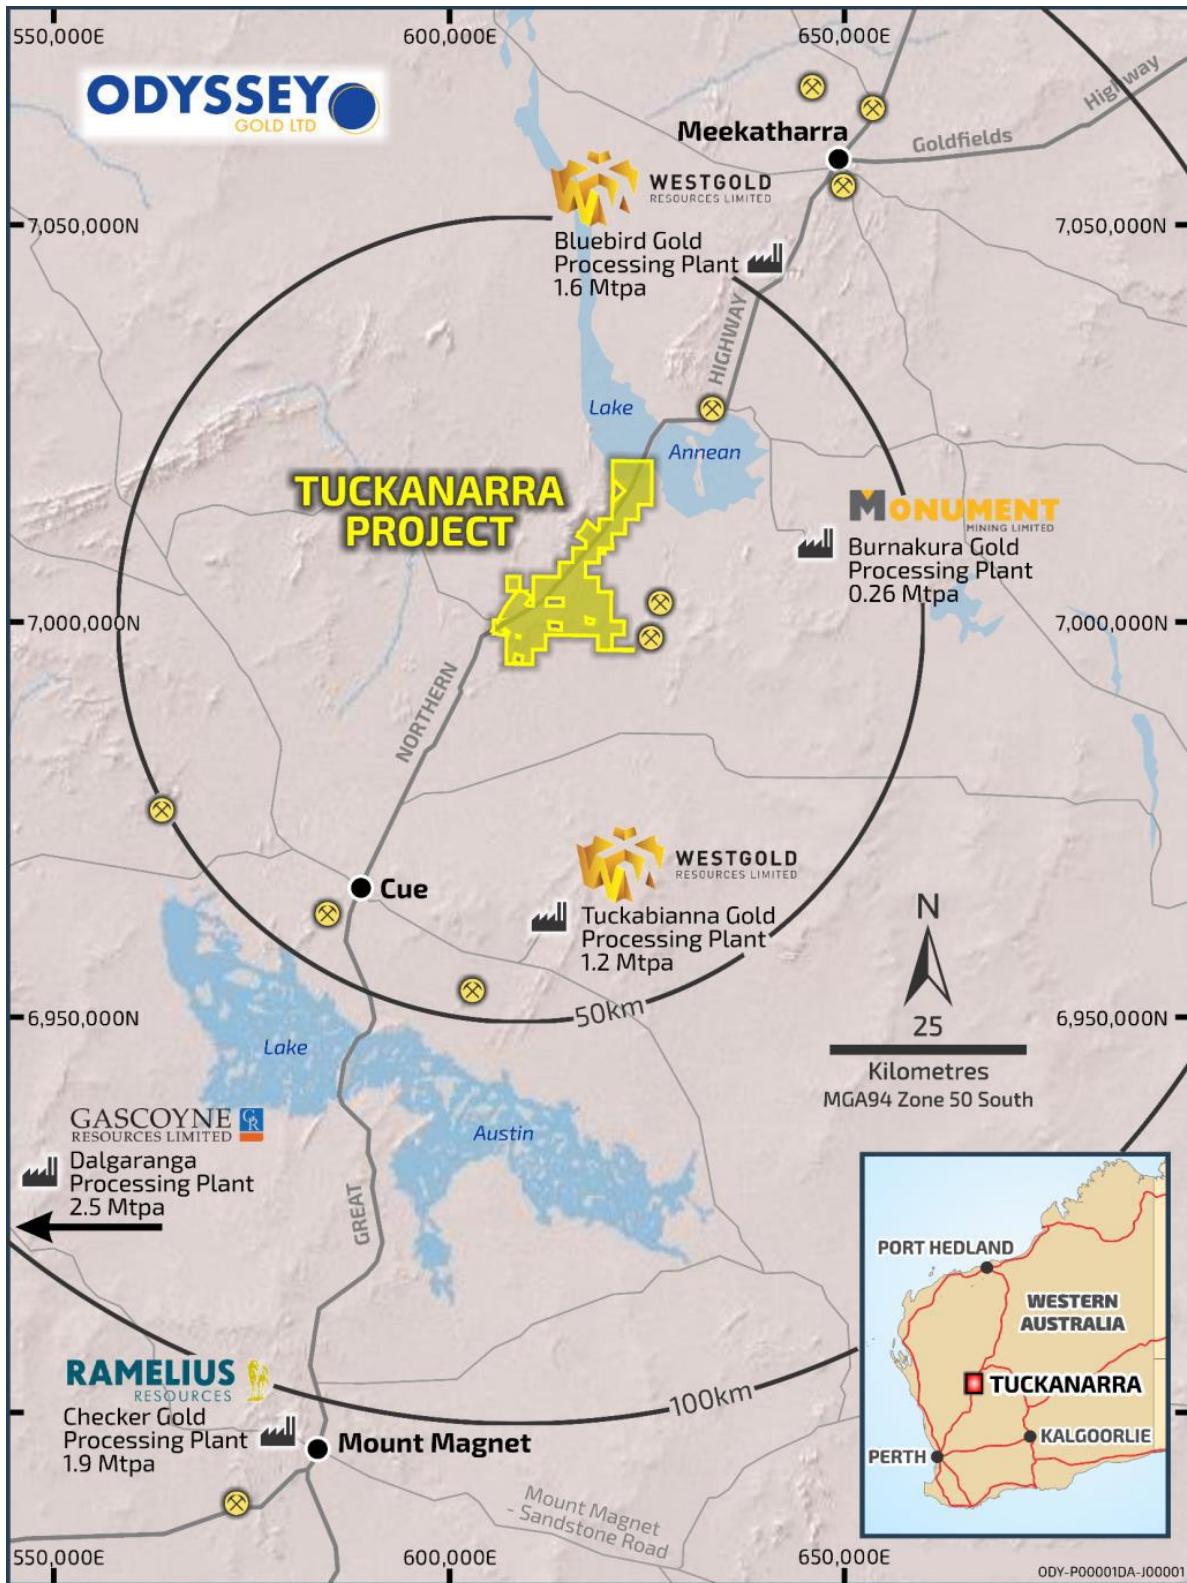 550,000E
600,000E
650,000E
ODYSSEY
GOLD LTD
Meekatharra
Goldfields
Highway
WESTGOLD
RESOURCES LIMITED
7,050,000N
7,050,000N
Bluebird Gold
Processing Plant
1.6 Mtpa
HIGHWAY
Lake
Annean
TUCKANARRA
PROJECT
MONUMENT
MINING LIMITED
Burnakura Gold
Processing Plant
0.26 Mtpa
7,000,000N
7,000,000N
NORTHERN
WESTGOLD
RESOURCES LIMITED
Cue
Tuckabianna Gold
Processing Plant
1.2 Mtpa
N
50km
6,950,000N
6,950,000N
25
Kilometres
MGA94 Zone 50 South
Lake
Austin
GASCOYNE
RESOURCES LIMITED
GR
Dalgaranga
Processing Plant
2.5 Mtpa
GREAT
PORT HEDLAND
WESTERN
AUSTRALIA
TUCKANARRA
KALGOORLIE
PERTH
RAMELIUS
RESOURCES
100km
Checker Gold
Processing Plant
1.9 Mtpa
Mount Magnet
Mount Magnet
- Sandstone Road
550,000E
600,000E
650,000E
ODY-P00001DA-J00001